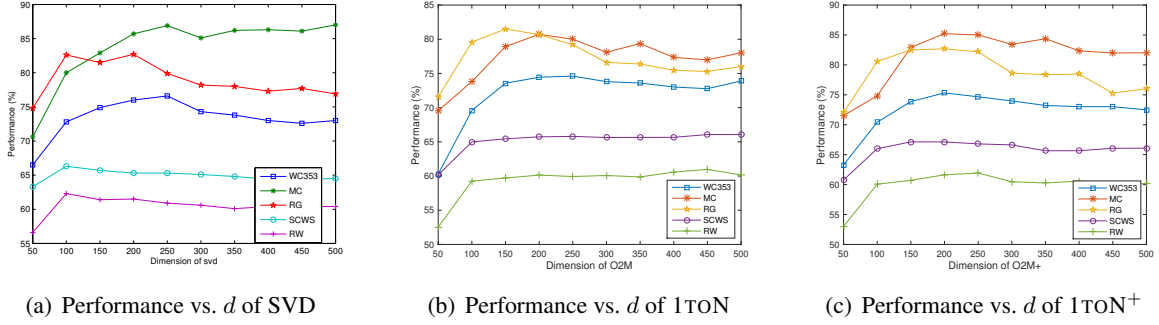 Performance (%)
90
85
80
75
70
65
60
55
50 100 150 200 250 300 350 400 450 500
Dimension of svd
WC353
MC
RG
SCWS
RW
(a) Performance vs. d of SVD
Performance (%)
90
85
80
75
70
65
60
55
50
50 100 150 200 250 300 350 400 450 500
Dimension of O2M
WC353
MC
RG
SCWS
RW
(b) Performance vs. d of 1TON
Performance (%)
90
85
80
75
70
65
60
55
50
50 100 150 200 250 300 350 400 450 500
Dimension of O2M+
WC353
MC
RG
SCWS
RW
(c) Performance vs. d of 1TON+